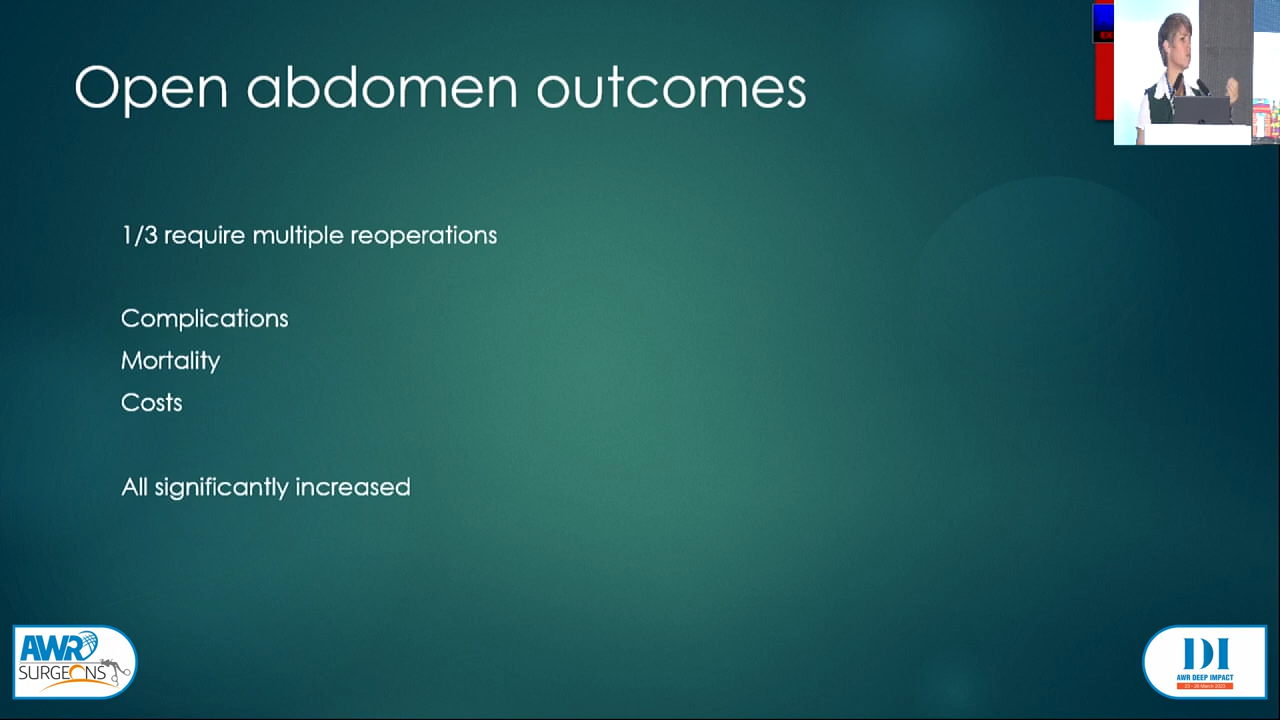 Open abdomen outcomes
1/3 require multiple reoperations
Complications
Mortality
Costs
All significantly increased
AWR
SURGEONS
DI
AWR DEEP IMPACT